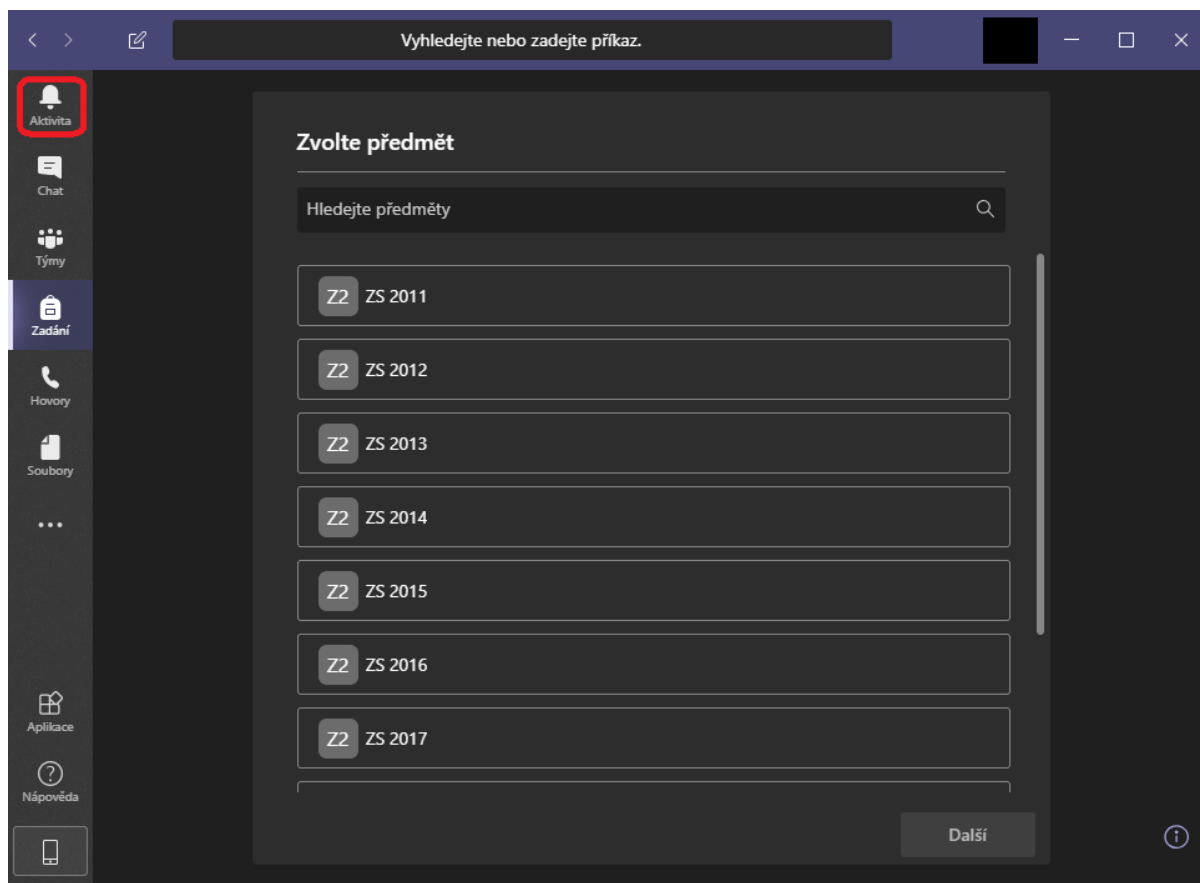 Vyhledejte nebo zadejte příkaz.
Aktivita
Chat
Týmy
Zadání
Hovory
Soubory
Aplikace
Nápověda
Zvolte předmět
Hledejte předměty
Z2 ZS 2011
Z2 ZS 2012
Z2 ZS 2013
Z2 ZS 2014
Z2 ZS 2015
Z2 ZS 2016
Z2 ZS 2017
Další